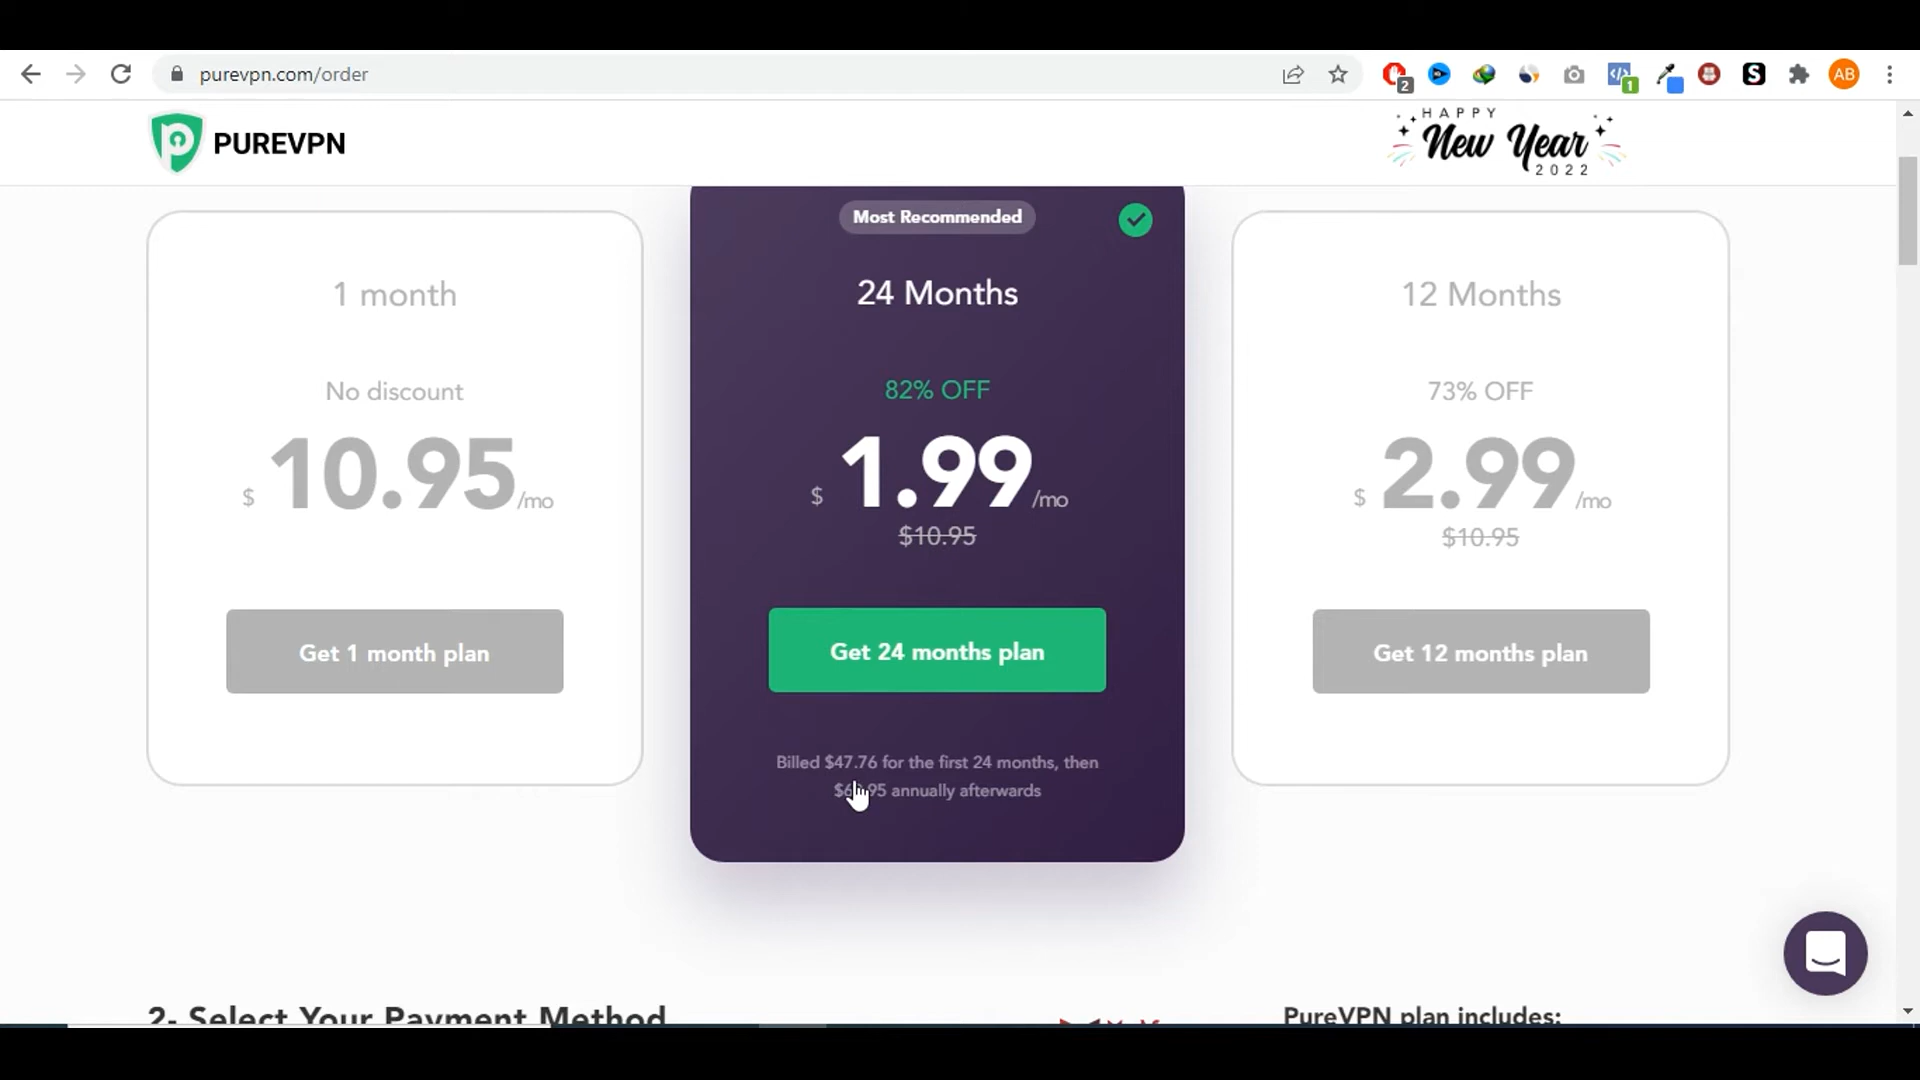 purevpn.com/order
2
1
S
AB
PUREVPN
HAPPY
New Year
2022
Most Recommended
1 month
24 Months
12 Months
No discount
82% OFF
73% OFF
$ 10.95 /mo
$ 1.99 /mo
$ 2.99 /mo
$10.95
$10.95
Get 1 month plan
Get 24 months plan
Get 12 months plan
Billed $47.76 for the first 24 months, then
annually afterwards
2- Select Your Payment Method
PureVPN plan includes: